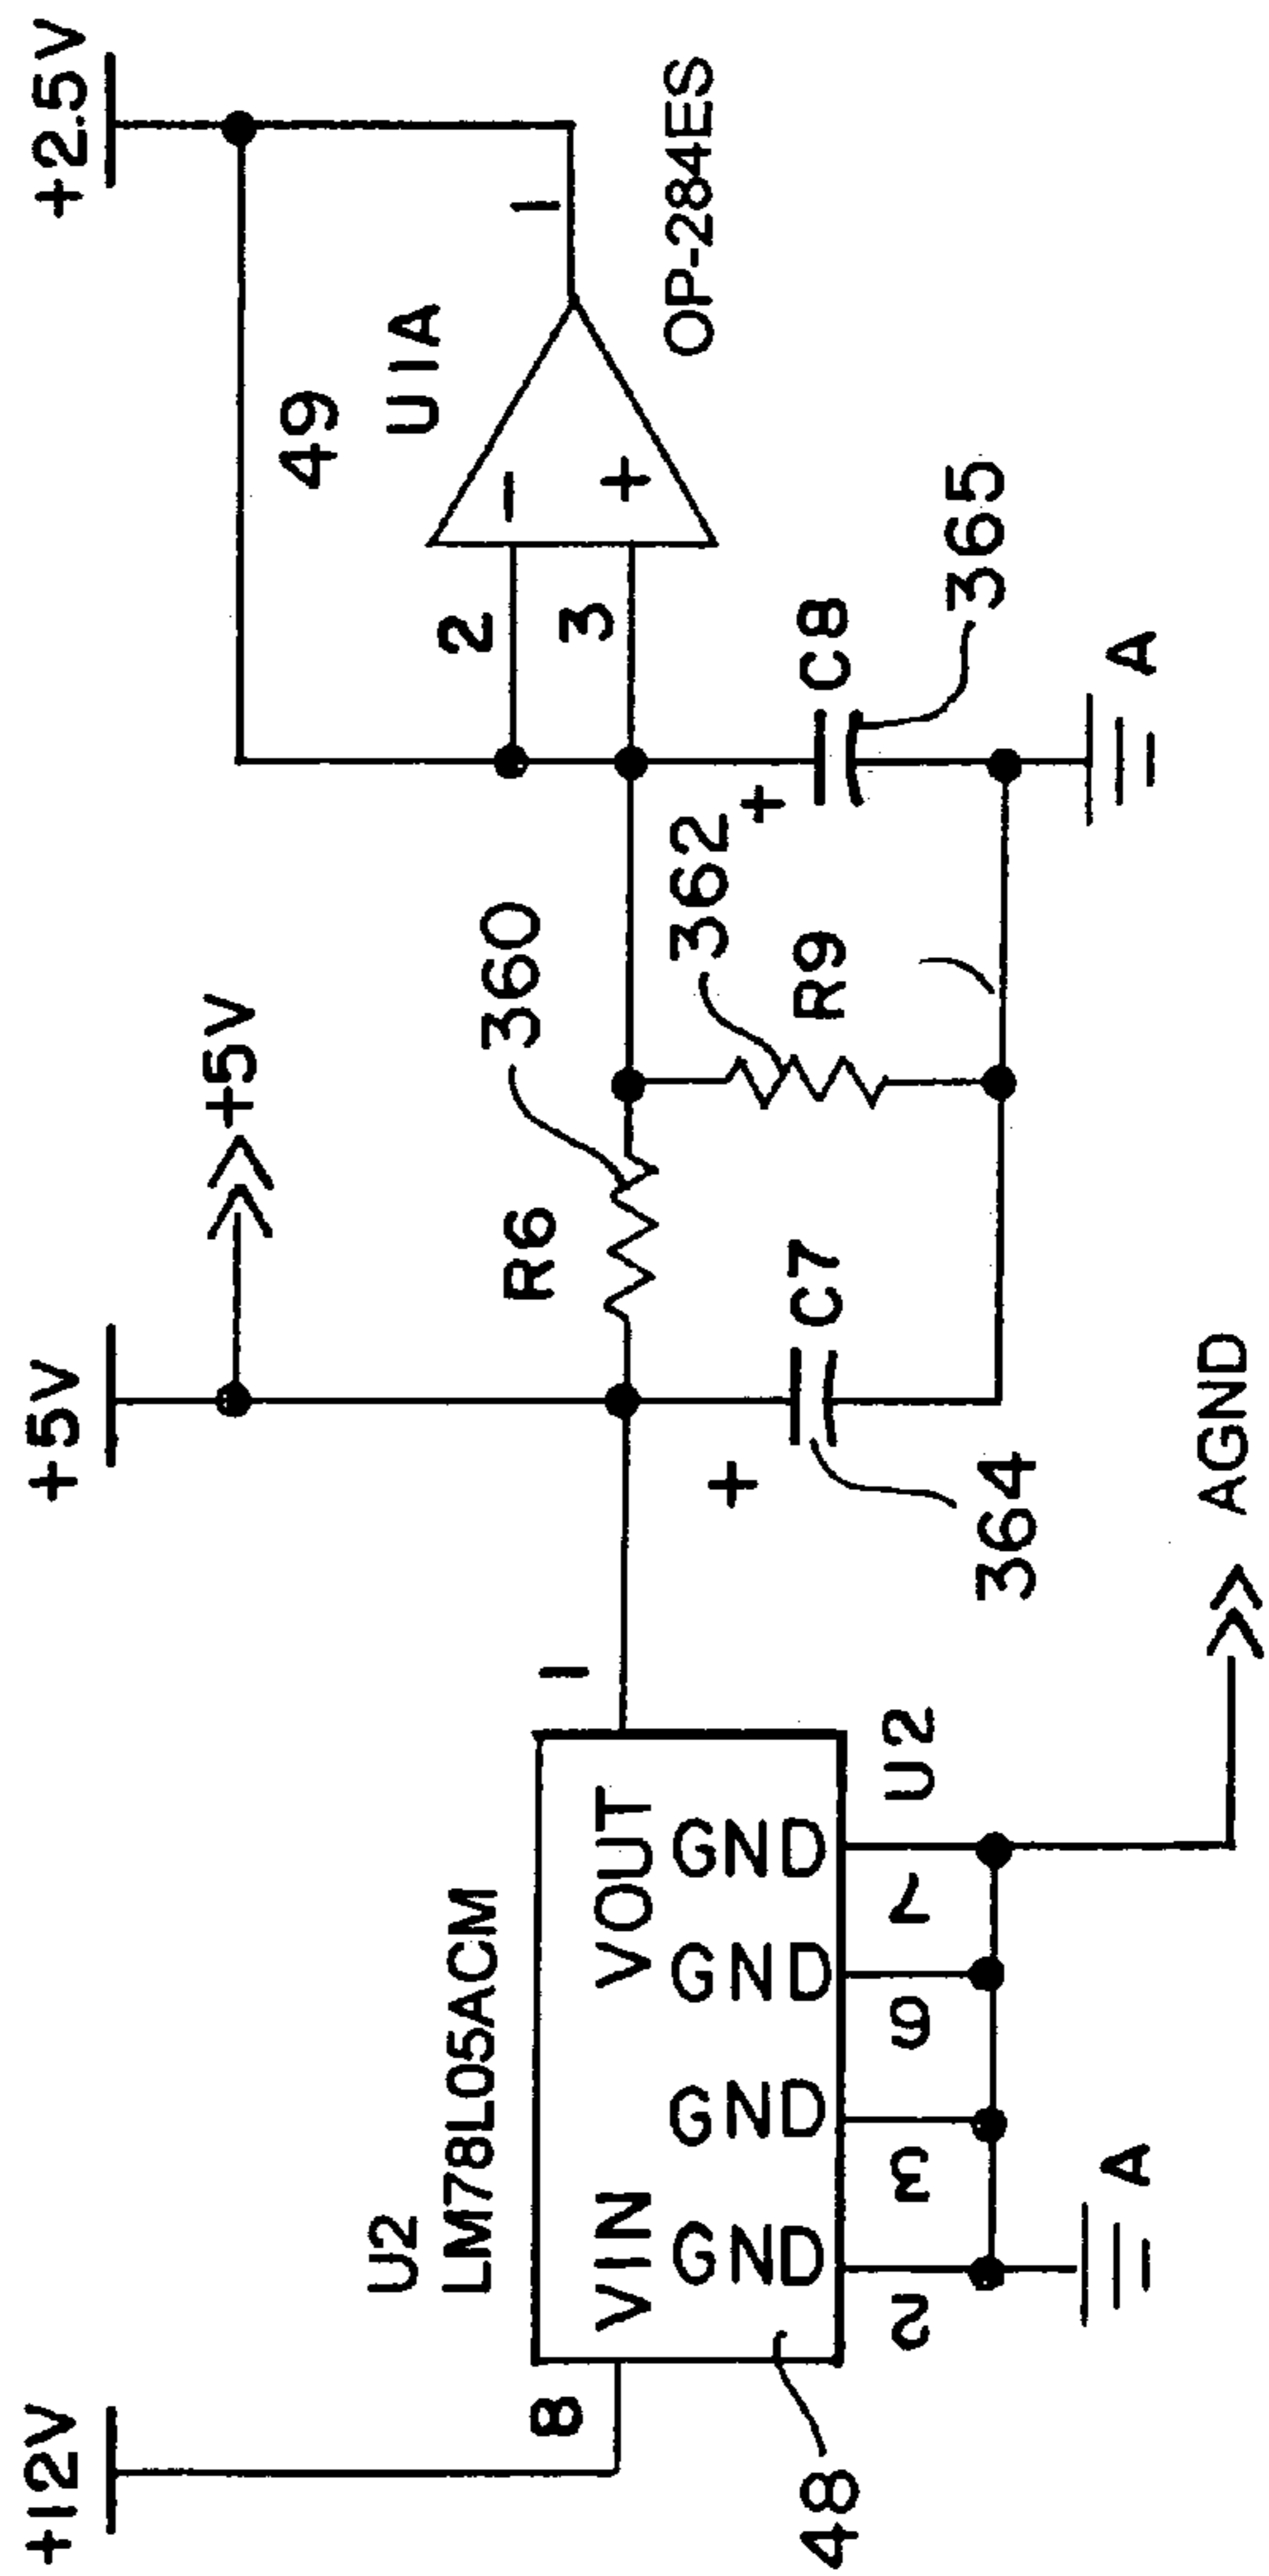 +12V
+5V
+2.5V
+5V
U2
LM78L05ACM
8
VIN
VOUT
GND
GND
GND
GND
1
2
3
6
7
U2
48
A
AGND
R6
360
+
C7
364
362
R9
+
C8
365
A
2
3
−
+
49
U1A
1
OP-284ES